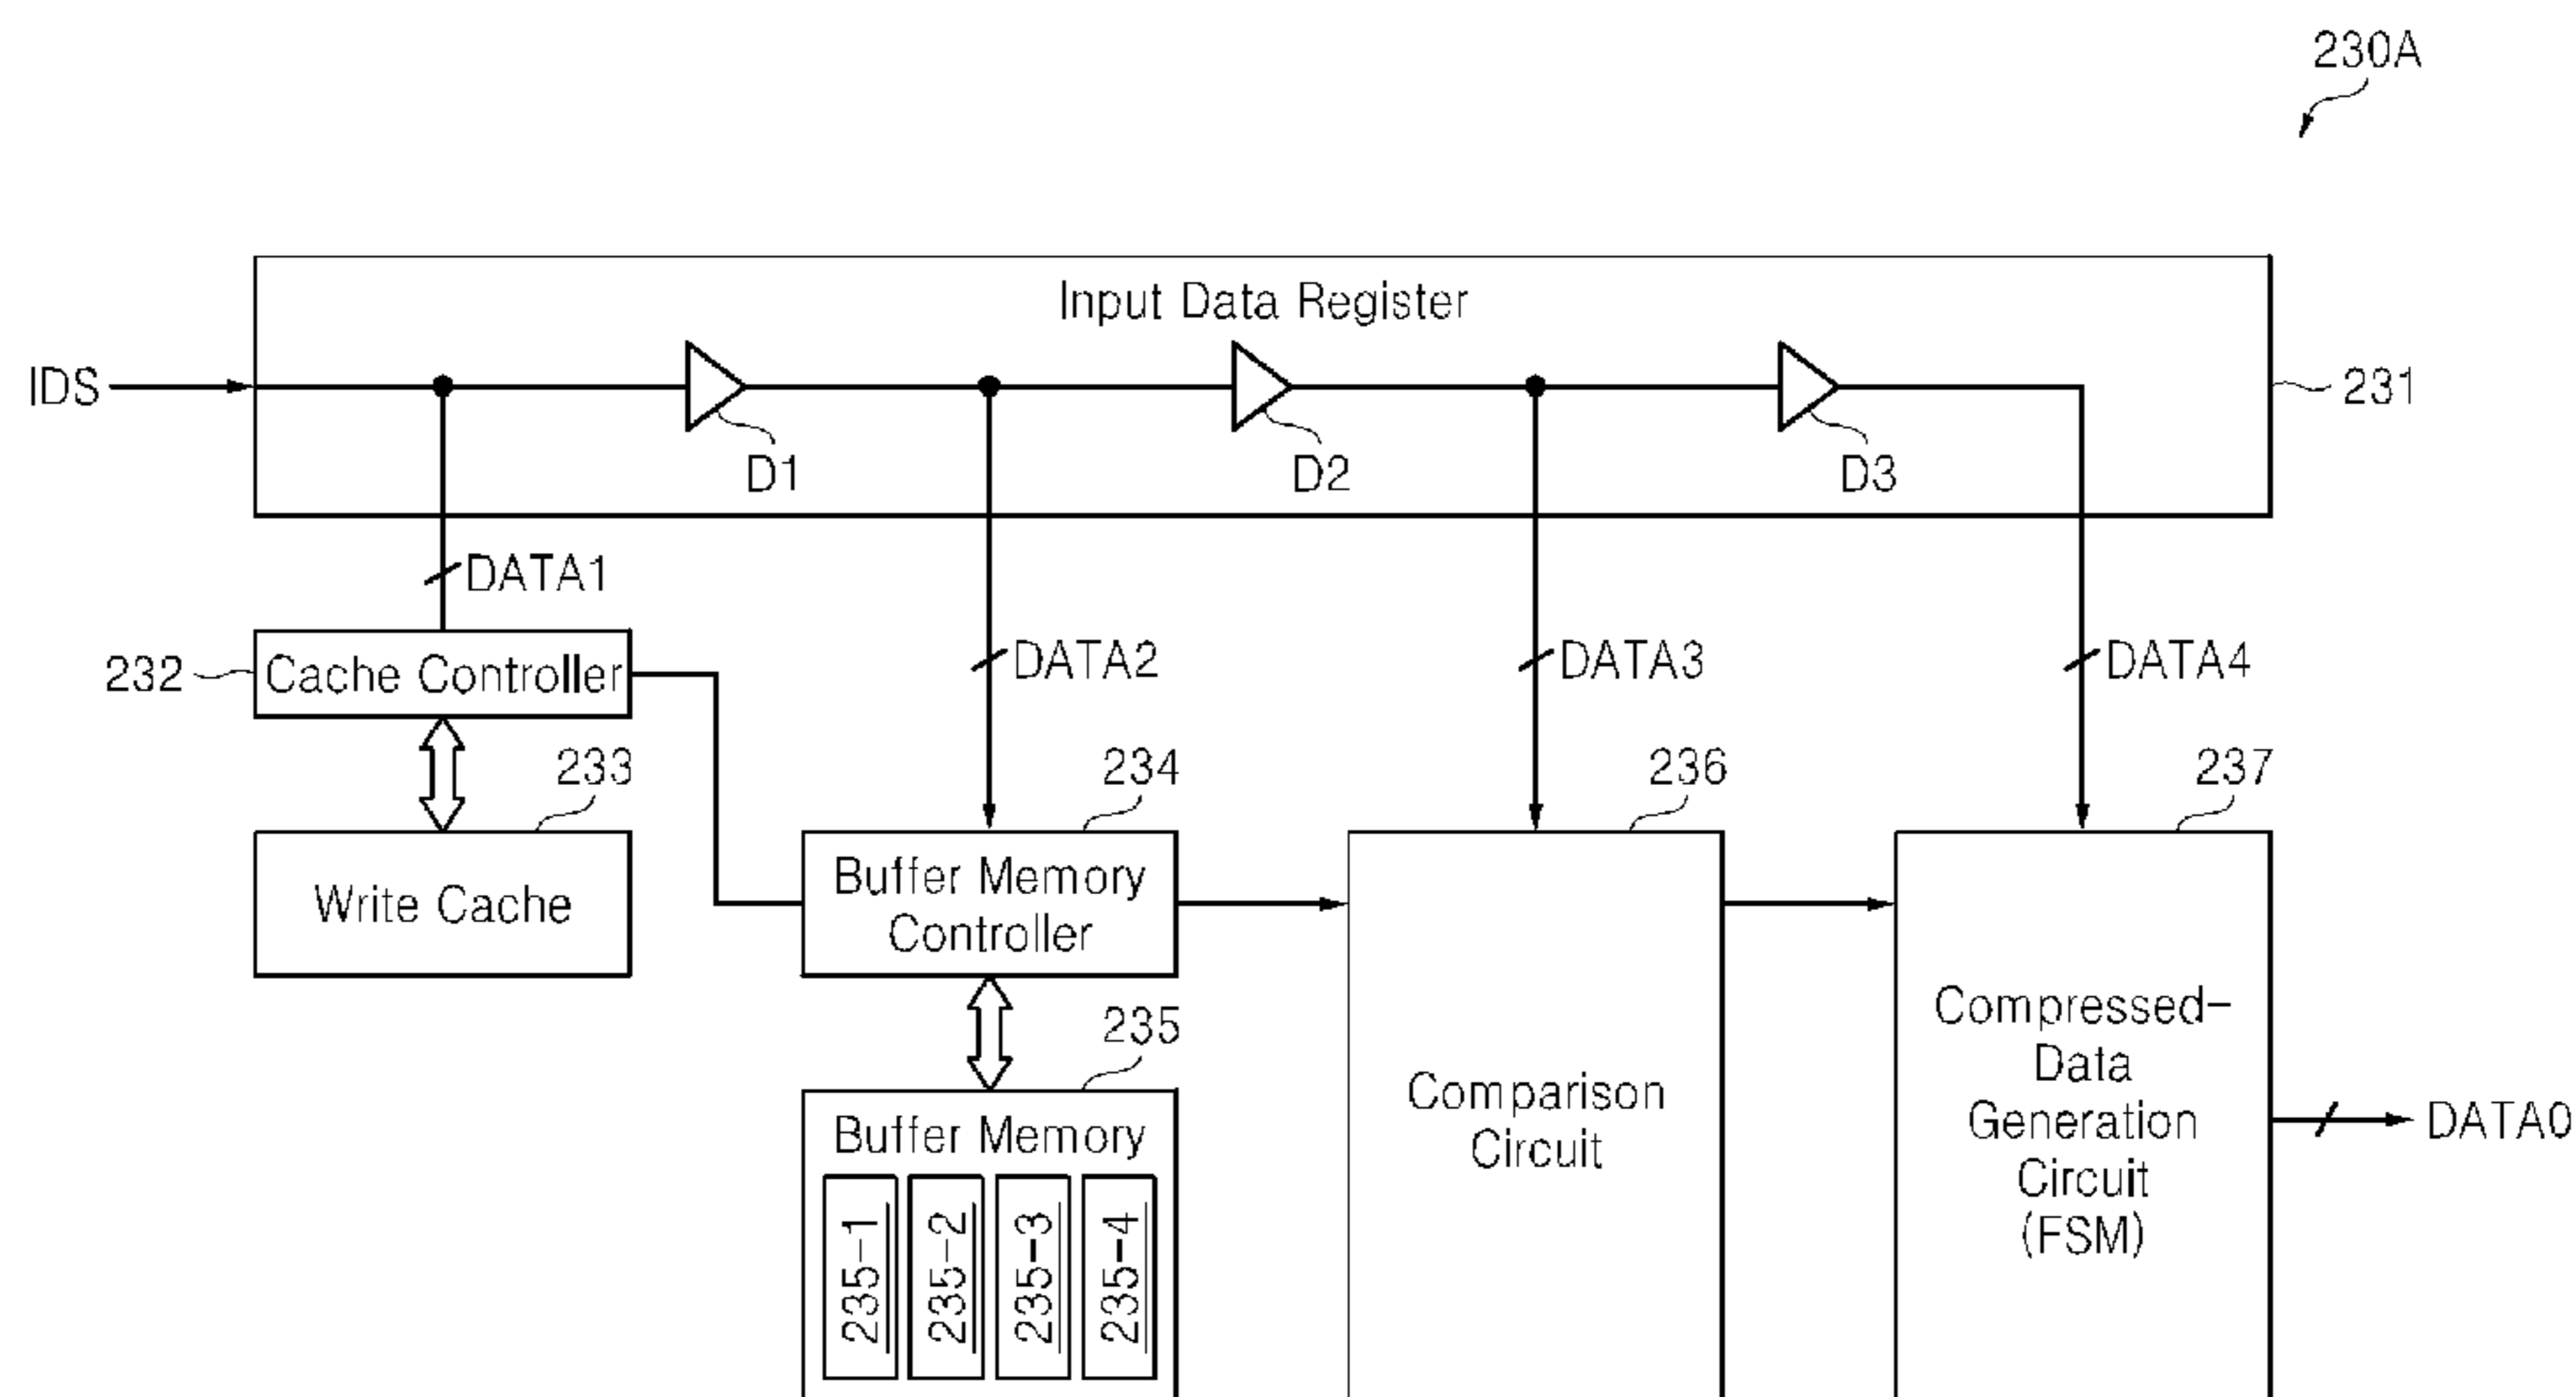 230A
Input Data Register
IDS
231
D1
D2
D3
DATA1
DATA2
DATA3
DATA4
232
Cache Controller
233
234
236
237
Write Cache
Buffer Memory
Controller
235
Buffer Memory
235-1
235-2
235-3
235-4
Comparison
Circuit
Compressed-
Data
Generation
Circuit
(FSM)
DATAO